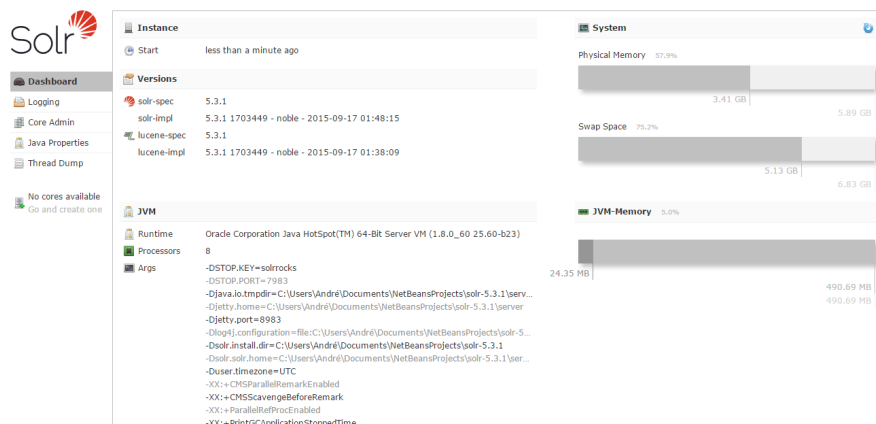 Solr
Dashboard
Logging
Core Admin
Java Properties
Thread Dump
No cores available
Go and create one
Instance
Start less than a minute ago
Versions
solr-spec 5.3.1
solr-impl 5.3.1 1703449 - noble - 2015-09-17 01:48:15
lucene-spec 5.3.1
lucene-impl 5.3.1 1703449 - noble - 2015-09-17 01:38:09
JVM
Runtime Oracle Corporation Java HotSpot(TM) 64-Bit Server VM (1.8.0_60 25.60-b23)
Processors 8
Args -DSTOP.KEY=solrrocks
-DSTOP.PORT=7983
-Djava.io.tmpdir=C:\Users\André\Documents\NetBeansProjects\solr-5.3.1\serv...
-Djetty.home=C:\Users\André\Documents\NetBeansProjects\solr-5.3.1\server
-Djetty.port=8983
-Dlog4j.configuration=file:C:\Users\André\Documents\NetBeansProjects\solr-5...
-Dsolr.install.dir=C:\Users\André\Documents\NetBeansProjects\solr-5.3.1
-Dsolr.solr.home=C:\Users\André\Documents\NetBeansProjects\solr-5.3.1\ser...
-Duser.timezone=UTC
-XX:+CMSParallelRemarkEnabled
-XX:+CMSScavengeBeforeRemark
-XX:+ParallelRefProcEnabled
-XX:+PrintGCApplicationStoppedTime
System
Physical Memory 57.9%
3.41 GB
5.89 GB
Swap Space 75.2%
5.13 GB
6.83 GB
JVM-Memory 5.0%
24.35 MB
490.69 MB
490.69 MB